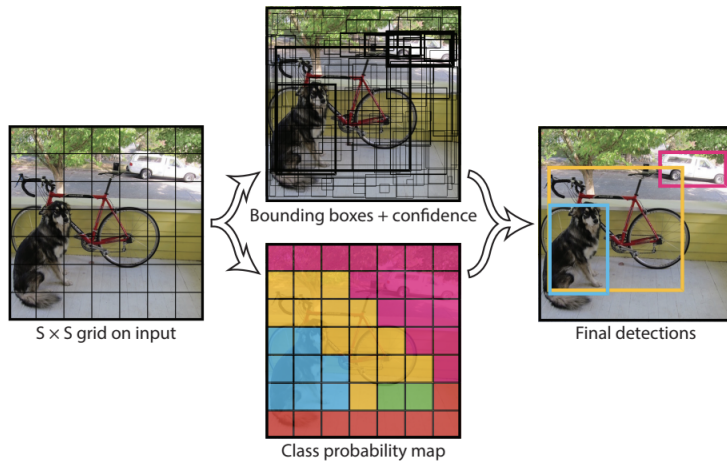 Bounding boxes + confidence
S × S grid on input
Final detections
Class probability map